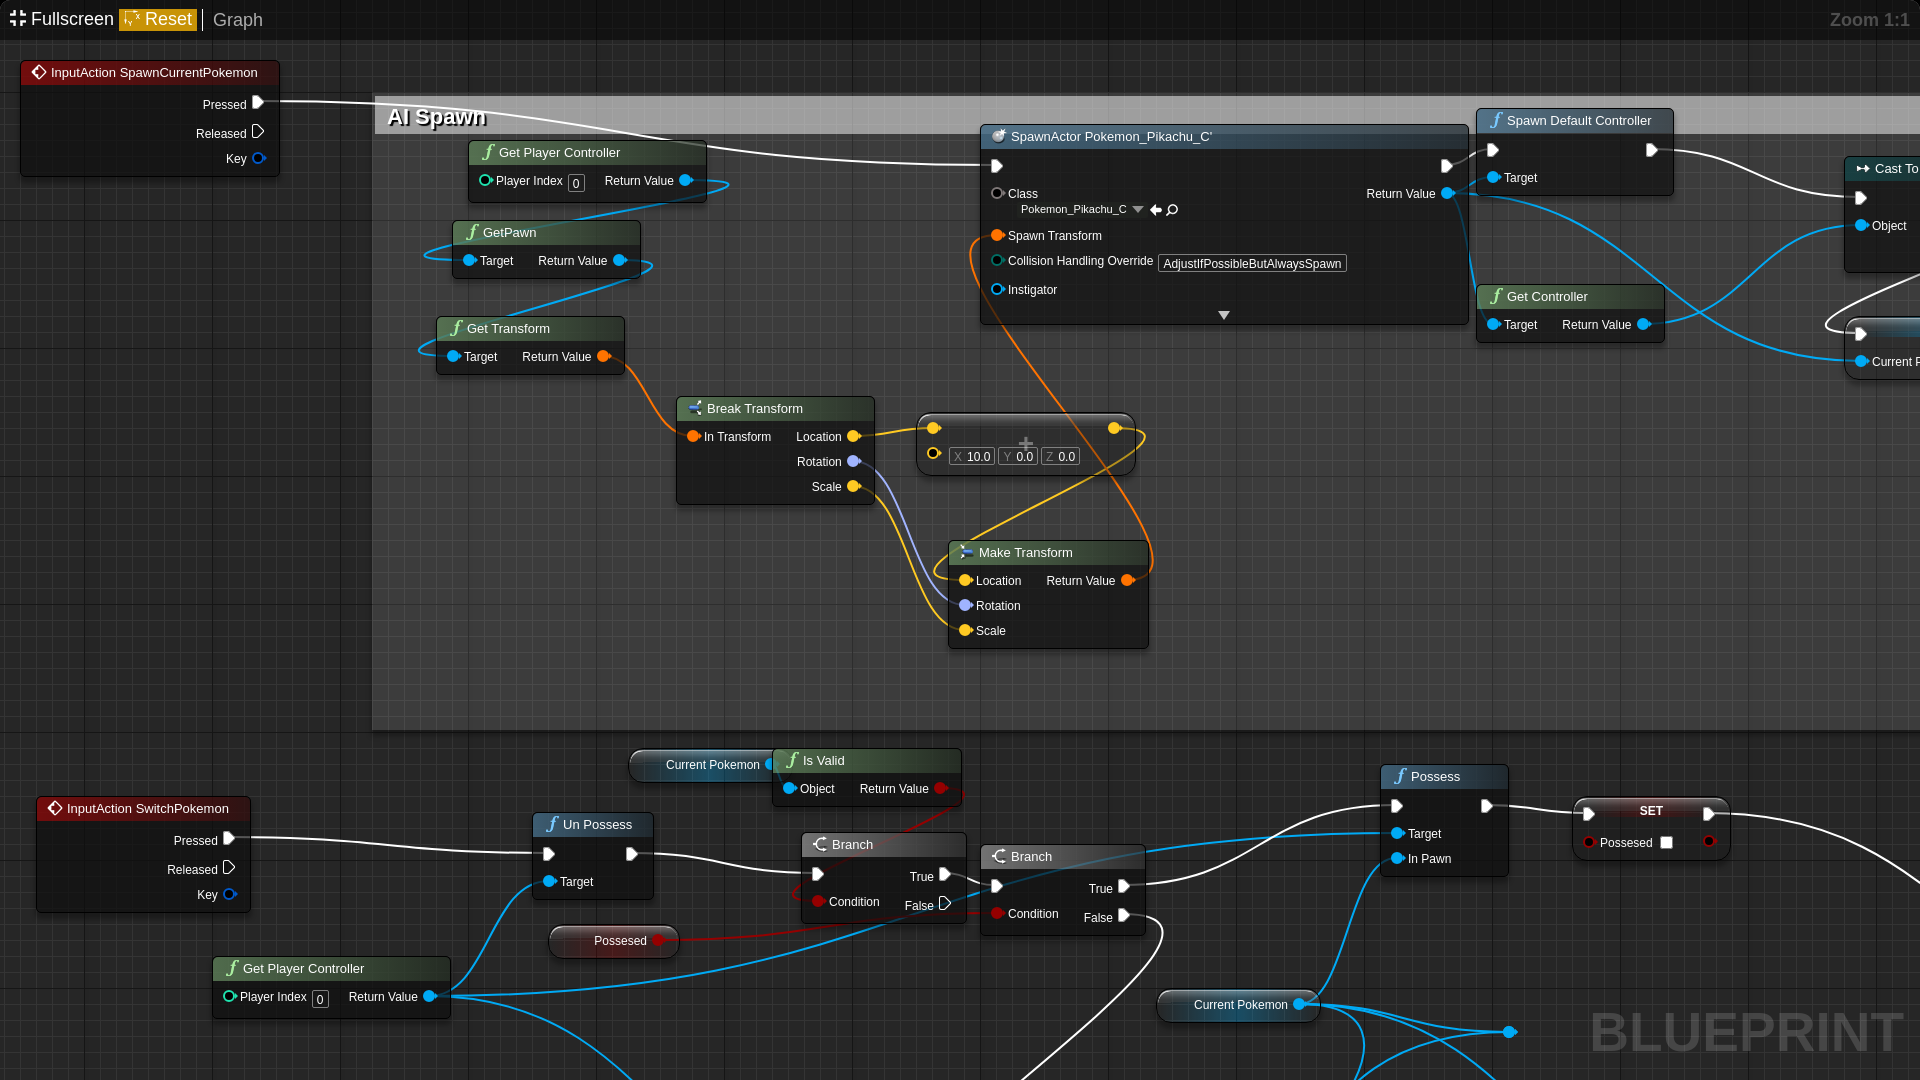 Fullscreen Reset Graph Zoom 1:1
InputAction SpawnCurrentPokemon
Pressed
Released
Key
AI Spawn
Get Player Controller
Player Index 0 Return Value
GetPawn
Target Return Value
Get Transform
Target Return Value
Break Transform
In Transform Location
Rotation
Scale
X 10.0 Y 0.0 Z 0.0
Make Transform
Location Return Value
Rotation
Scale
SpawnActor Pokemon_Pikachu_C'
Class Return Value
Pokemon_Pikachu_C
Spawn Transform
Collision Handling Override AdjustIfPossibleButAlwaysSpawn
Instigator
Spawn Default Controller
Target
Get Controller
Target Return Value
Cast To
Object
Current P
InputAction SwitchPokemon
Pressed
Released
Key
Current Pokemon
Is Valid
Object Return Value
Un Possess
Target
Branch
True
Condition False
Branch
True
Condition False
Possesed
Get Player Controller
Player Index 0 Return Value
Possess
Target
In Pawn
SET
Possesed
Current Pokemon
BLUEPRINT